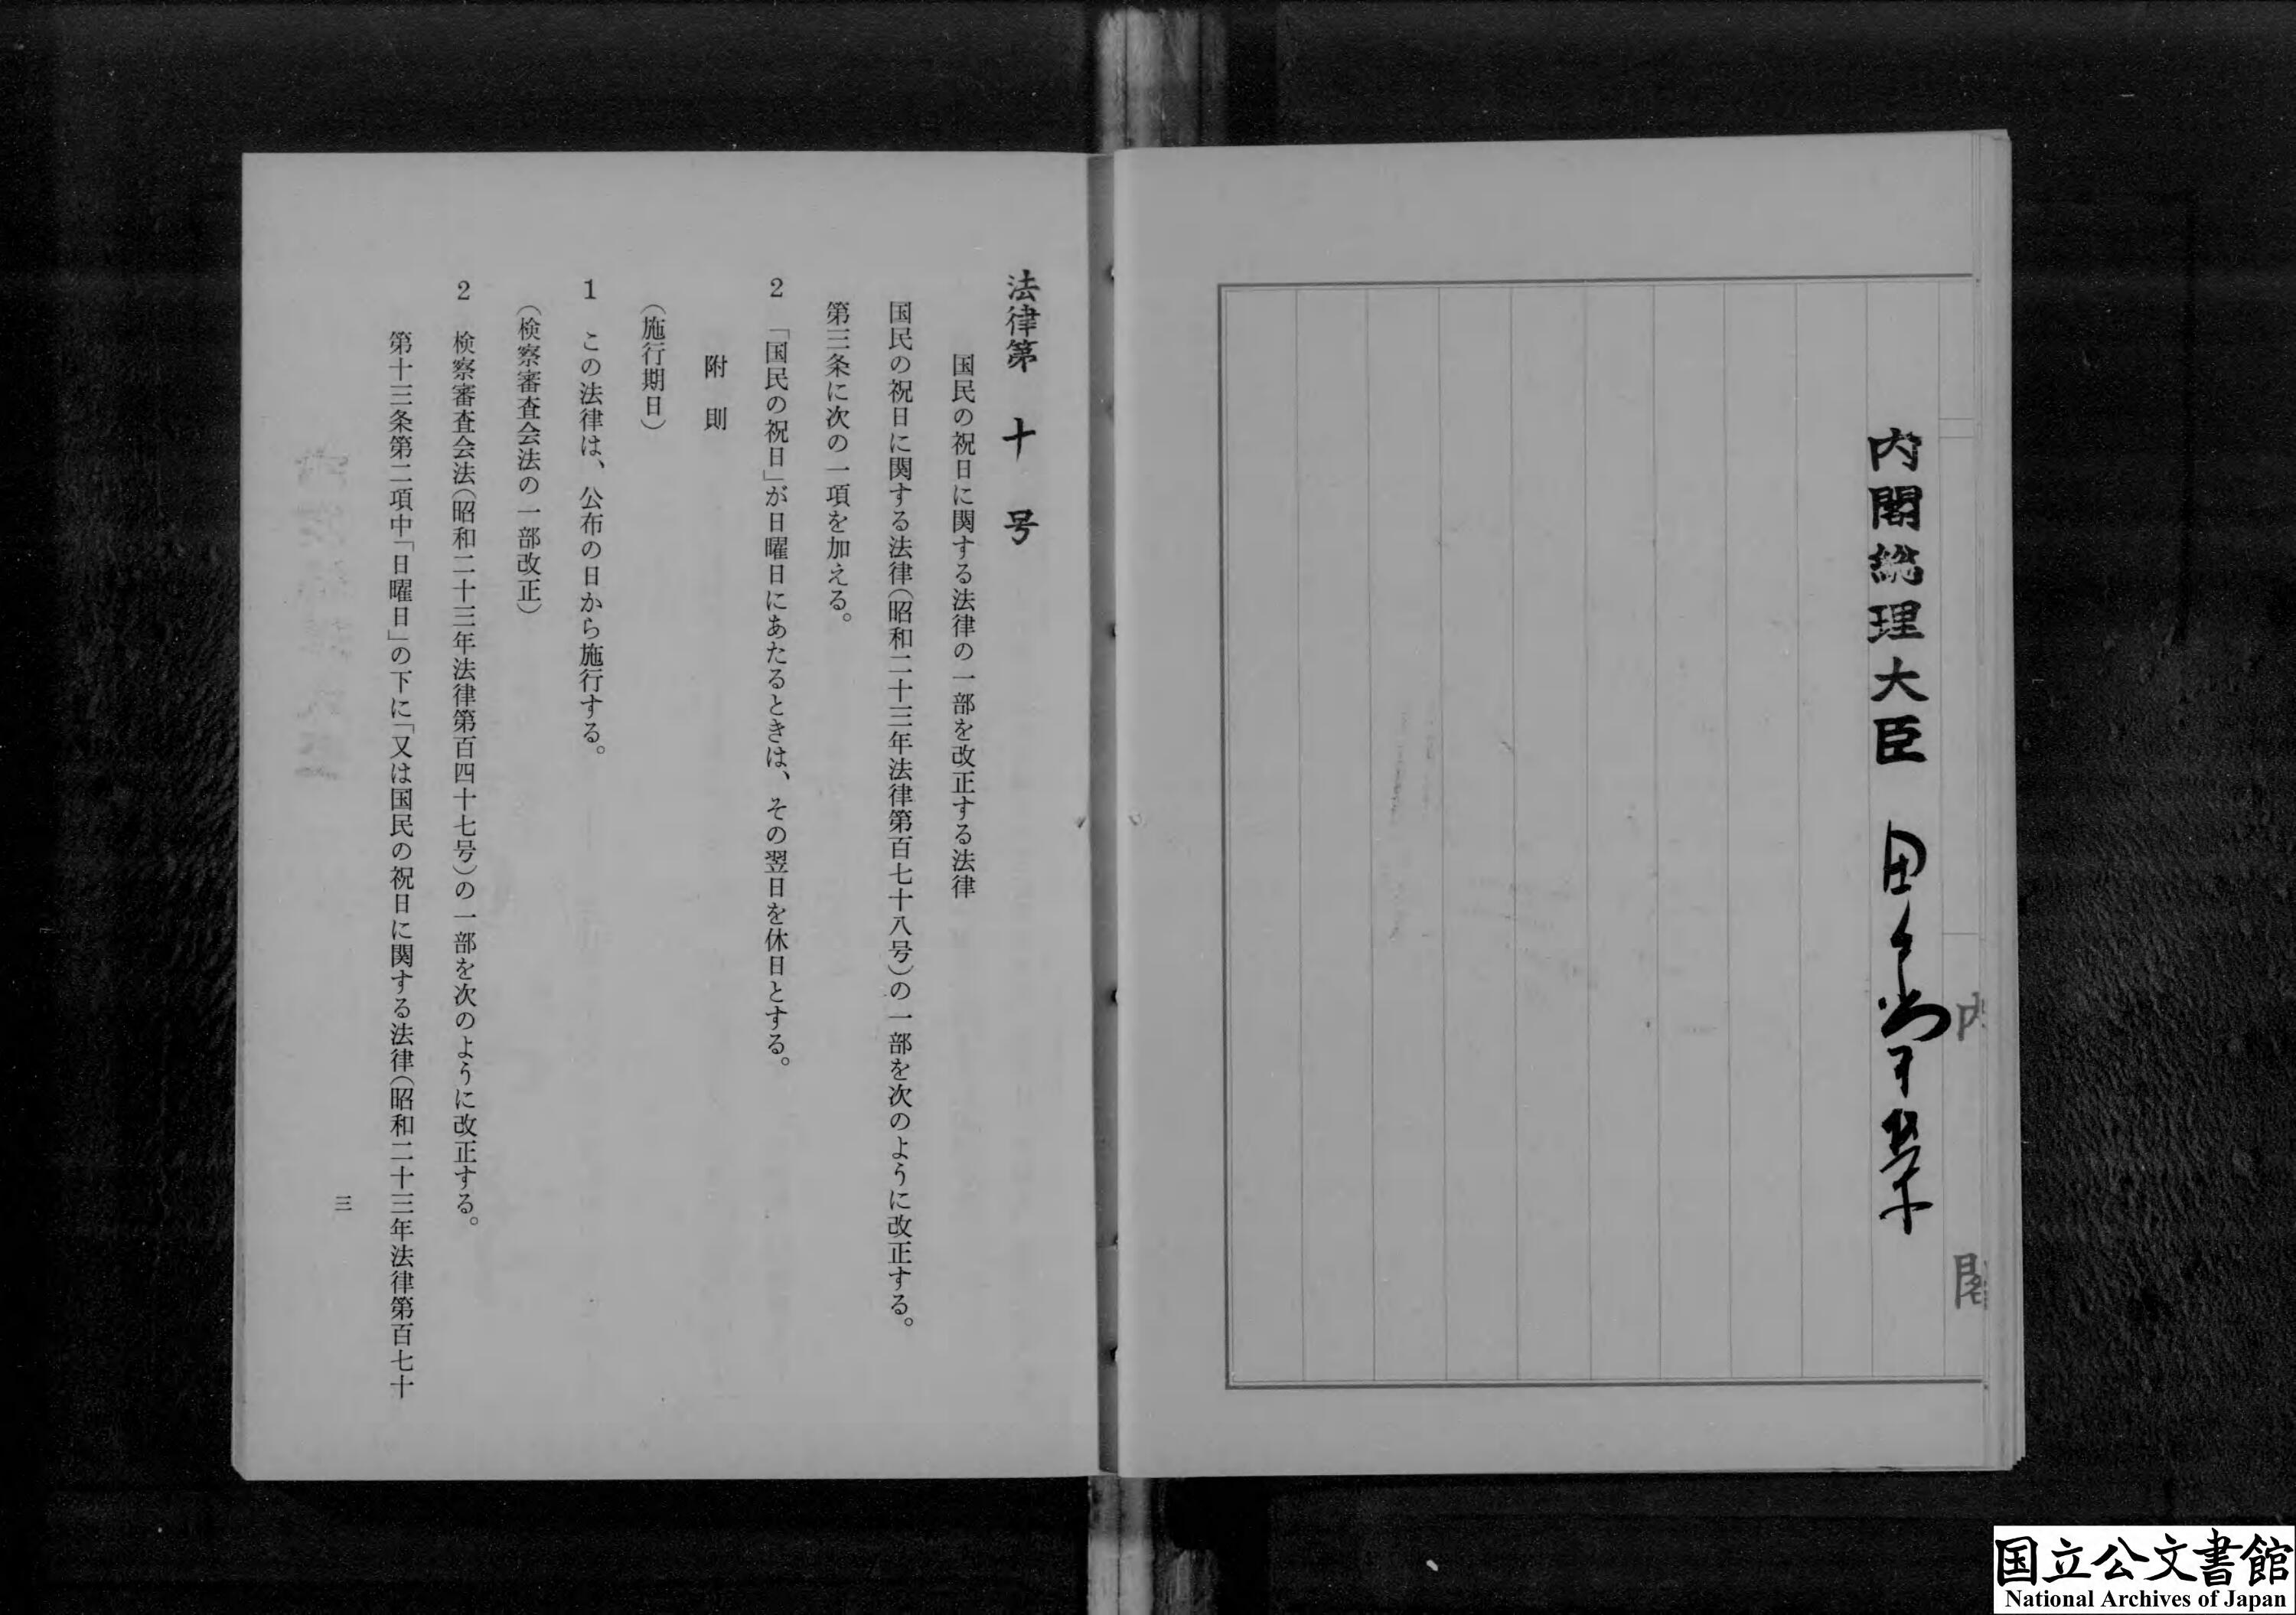 内閣総理大臣 田中角榮
内
閣
法律第十号
国民の祝日に関する法律の一部を改正する法律
国民の祝日に関する法律(昭和二十三年法律第百七十八号)の一部を次のように改正する。
第三条に次の一項を加える。
2 「国民の祝日」が日曜日にあたるときは、その翌日を休日とする。
附則
(施行期日)
1 この法律は、公布の日から施行する。
(検察審査会法の一部改正)
2 検察審査会法(昭和二十三年法律第百四十七号)の一部を次のように改正する。
第十三条第二項中「日曜日」の下に「又は国民の祝日に関する法律(昭和二十三年法律第百七十
三
国立公文書館
National Archives of Japan